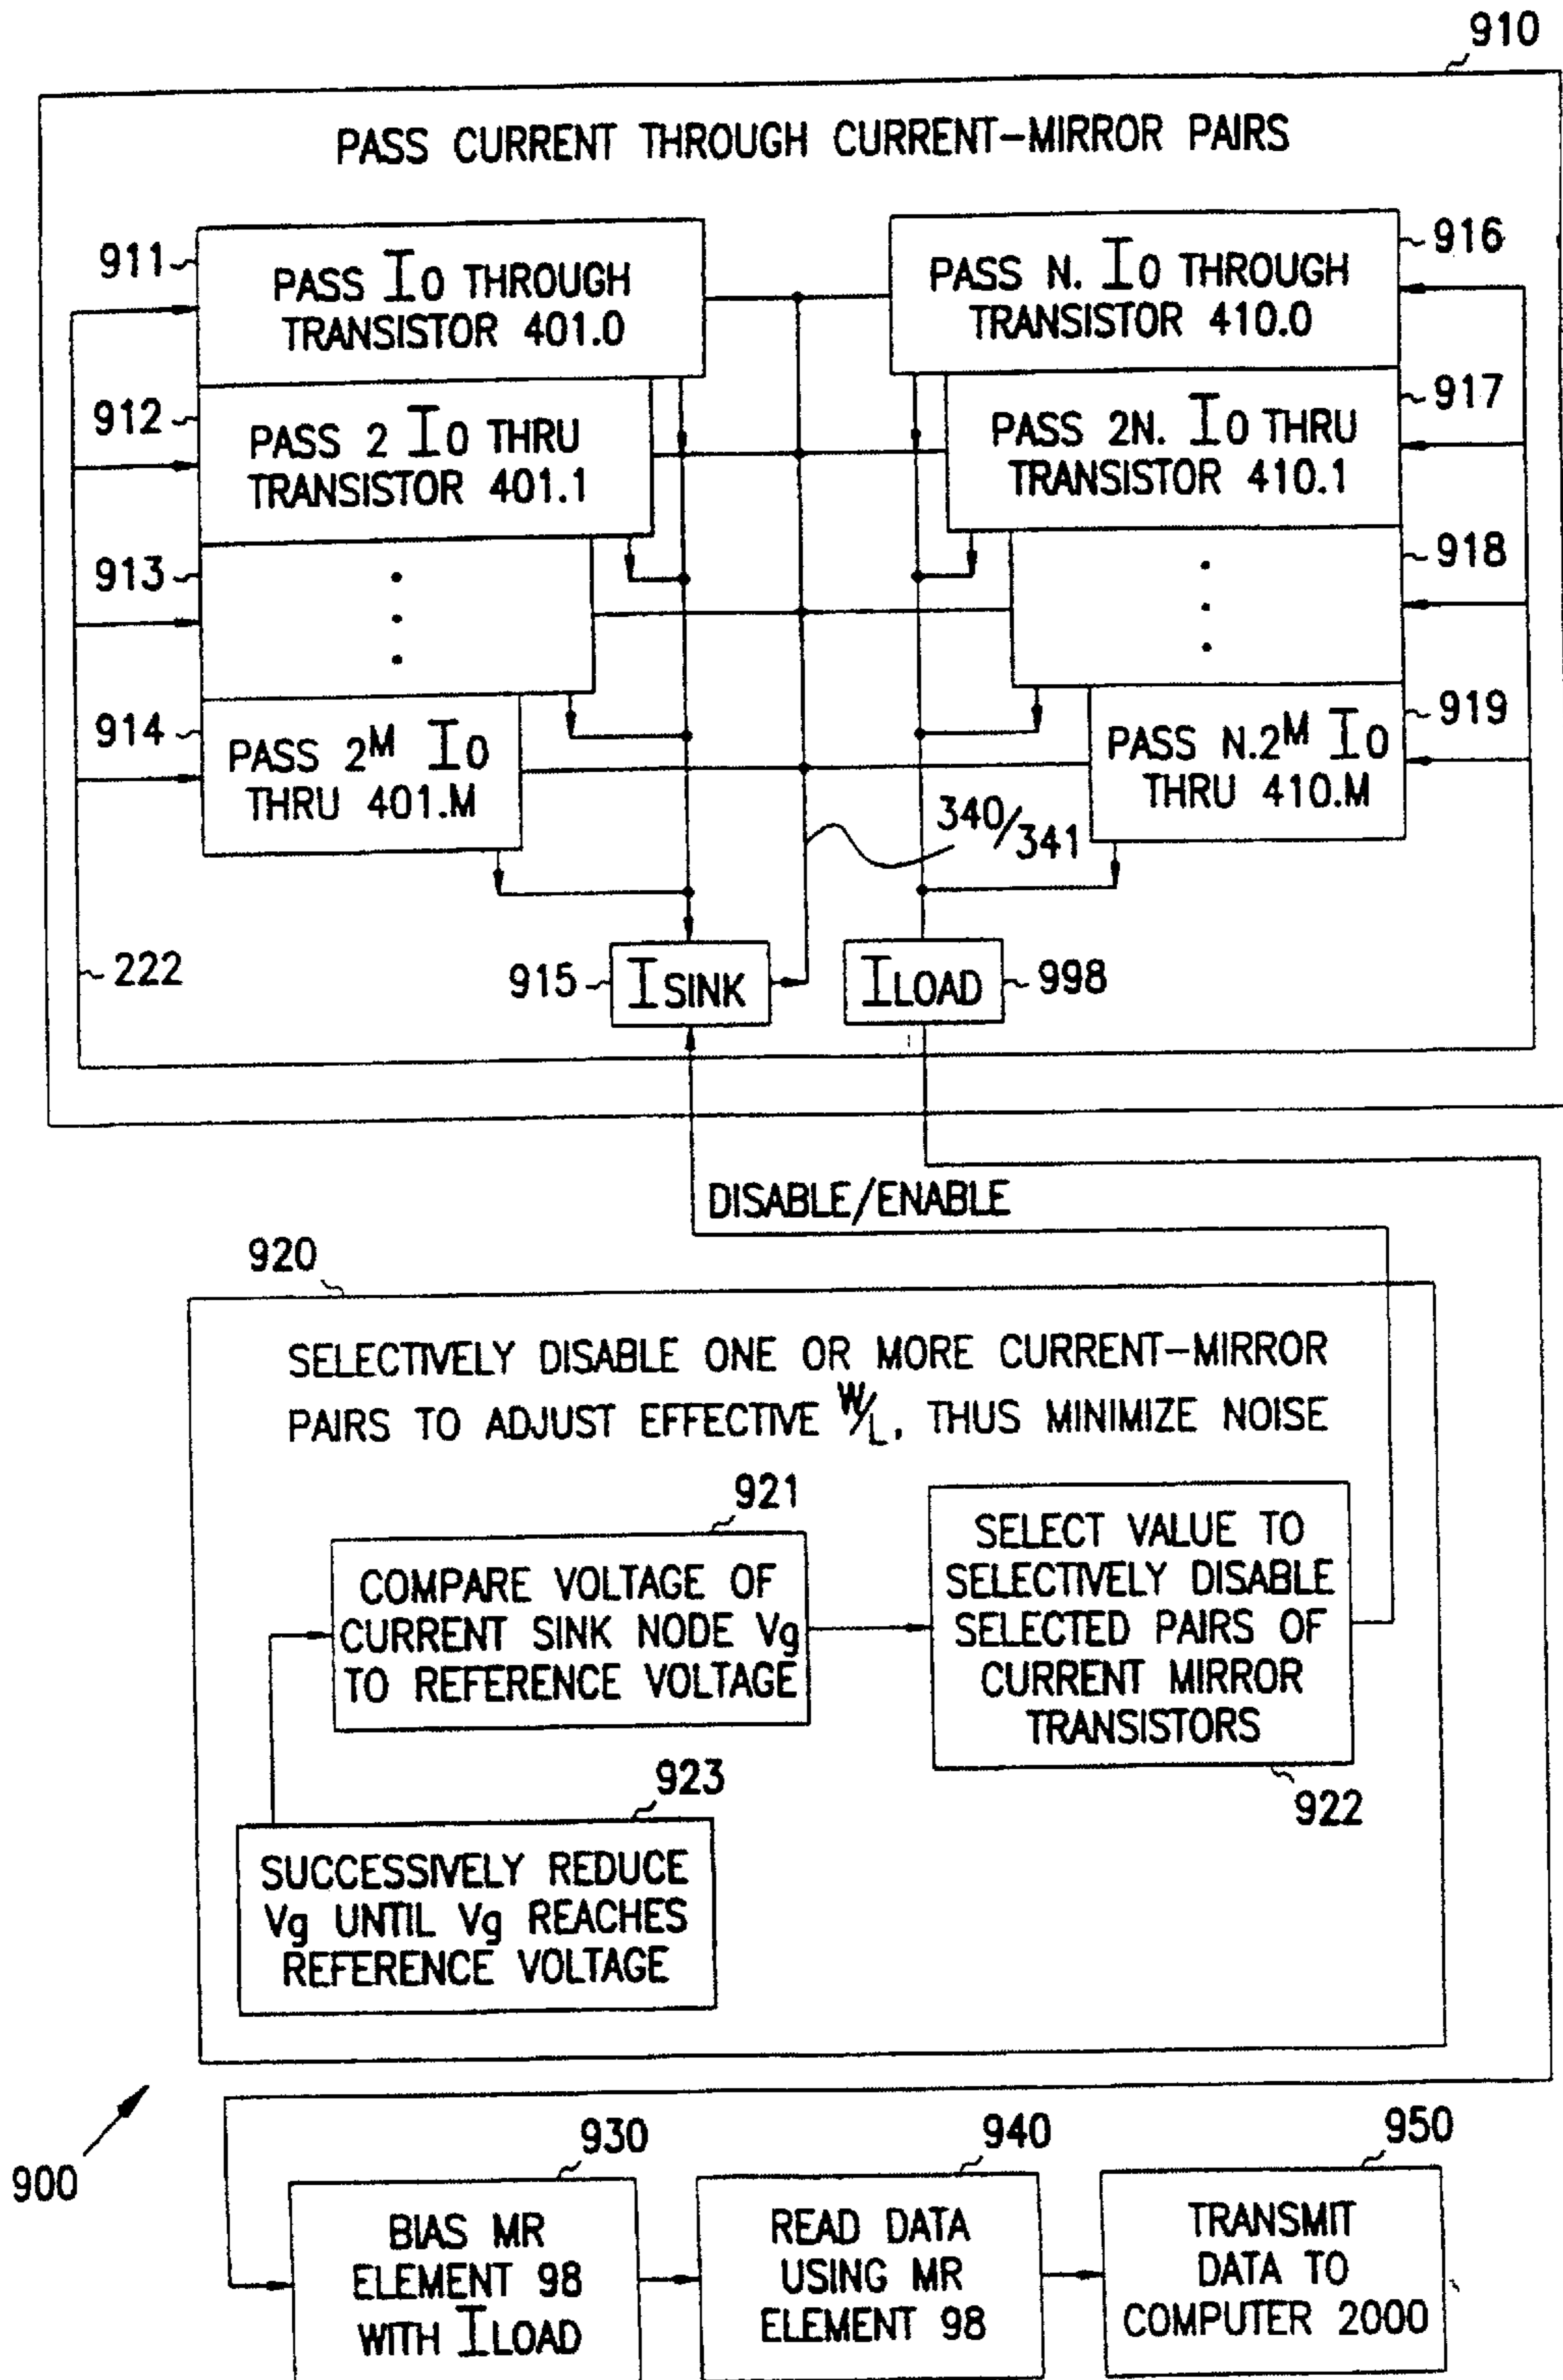 910
PASS CURRENT THROUGH CURRENT-MIRROR PAIRS
911
PASS I0 THROUGH
TRANSISTOR 401.0
PASS N. I0 THROUGH
TRANSISTOR 410.0
916
912
PASS 2 I0 THRU
TRANSISTOR 401.1
PASS 2N. I0 THRU
TRANSISTOR 410.1
917
913
918
914
PASS 2^M I0
THRU 401.M
PASS N.2^M I0
THRU 410.M
919
340/341
222
915
ISINK
ILOAD
998
DISABLE/ENABLE
920
SELECTIVELY DISABLE ONE OR MORE CURRENT-MIRROR
PAIRS TO ADJUST EFFECTIVE W/L, THUS MINIMIZE NOISE
921
COMPARE VOLTAGE OF
CURRENT SINK NODE Vg
TO REFERENCE VOLTAGE
SELECT VALUE TO
SELECTIVELY DISABLE
SELECTED PAIRS OF
CURRENT MIRROR
TRANSISTORS
922
923
SUCCESSIVELY REDUCE
Vg UNTIL Vg REACHES
REFERENCE VOLTAGE
900
930
BIAS MR
ELEMENT 98
WITH ILOAD
940
READ DATA
USING MR
ELEMENT 98
950
TRANSMIT
DATA TO
COMPUTER 2000